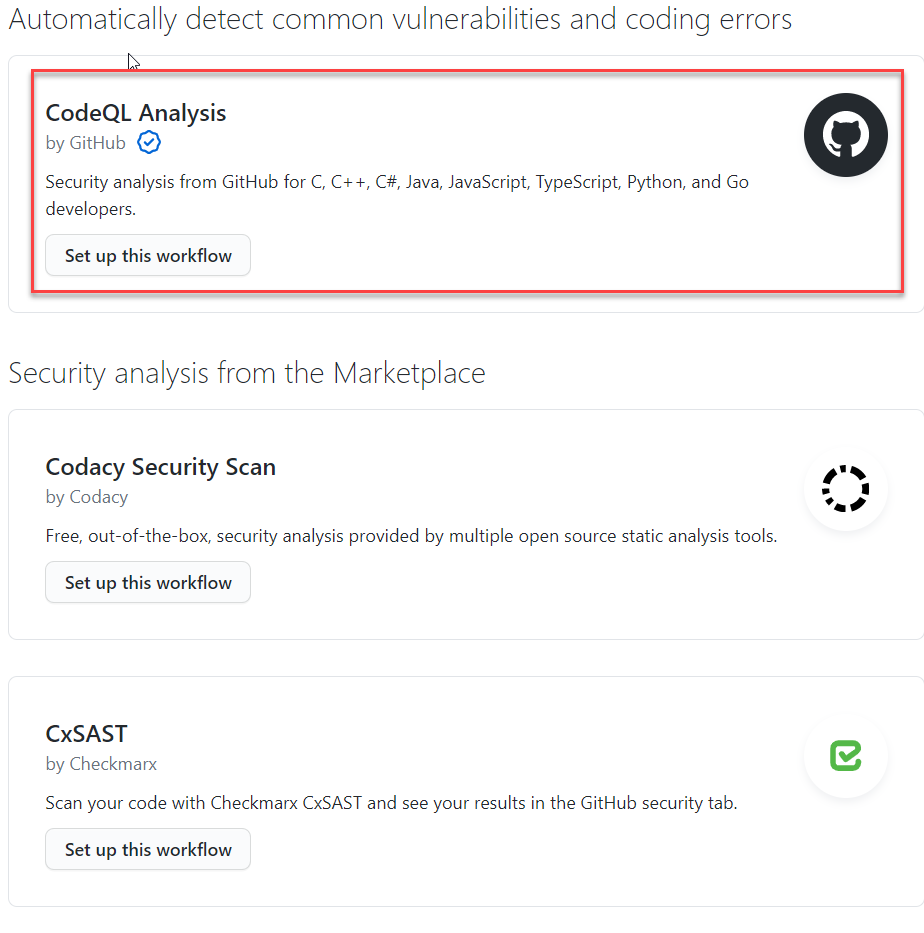 Automatically detect common vulnerabilities and coding errors
CodeQL Analysis
by GitHub
Security analysis from GitHub for C, C++, C#, Java, JavaScript, TypeScript, Python, and Go
developers.
Set up this workflow
Security analysis from the Marketplace
Codacy Security Scan
by Codacy
Free, out-of-the-box, security analysis provided by multiple open source static analysis tools.
Set up this workflow
CxSAST
by Checkmarx
Scan your code with Checkmarx CxSAST and see your results in the GitHub security tab.
Set up this workflow